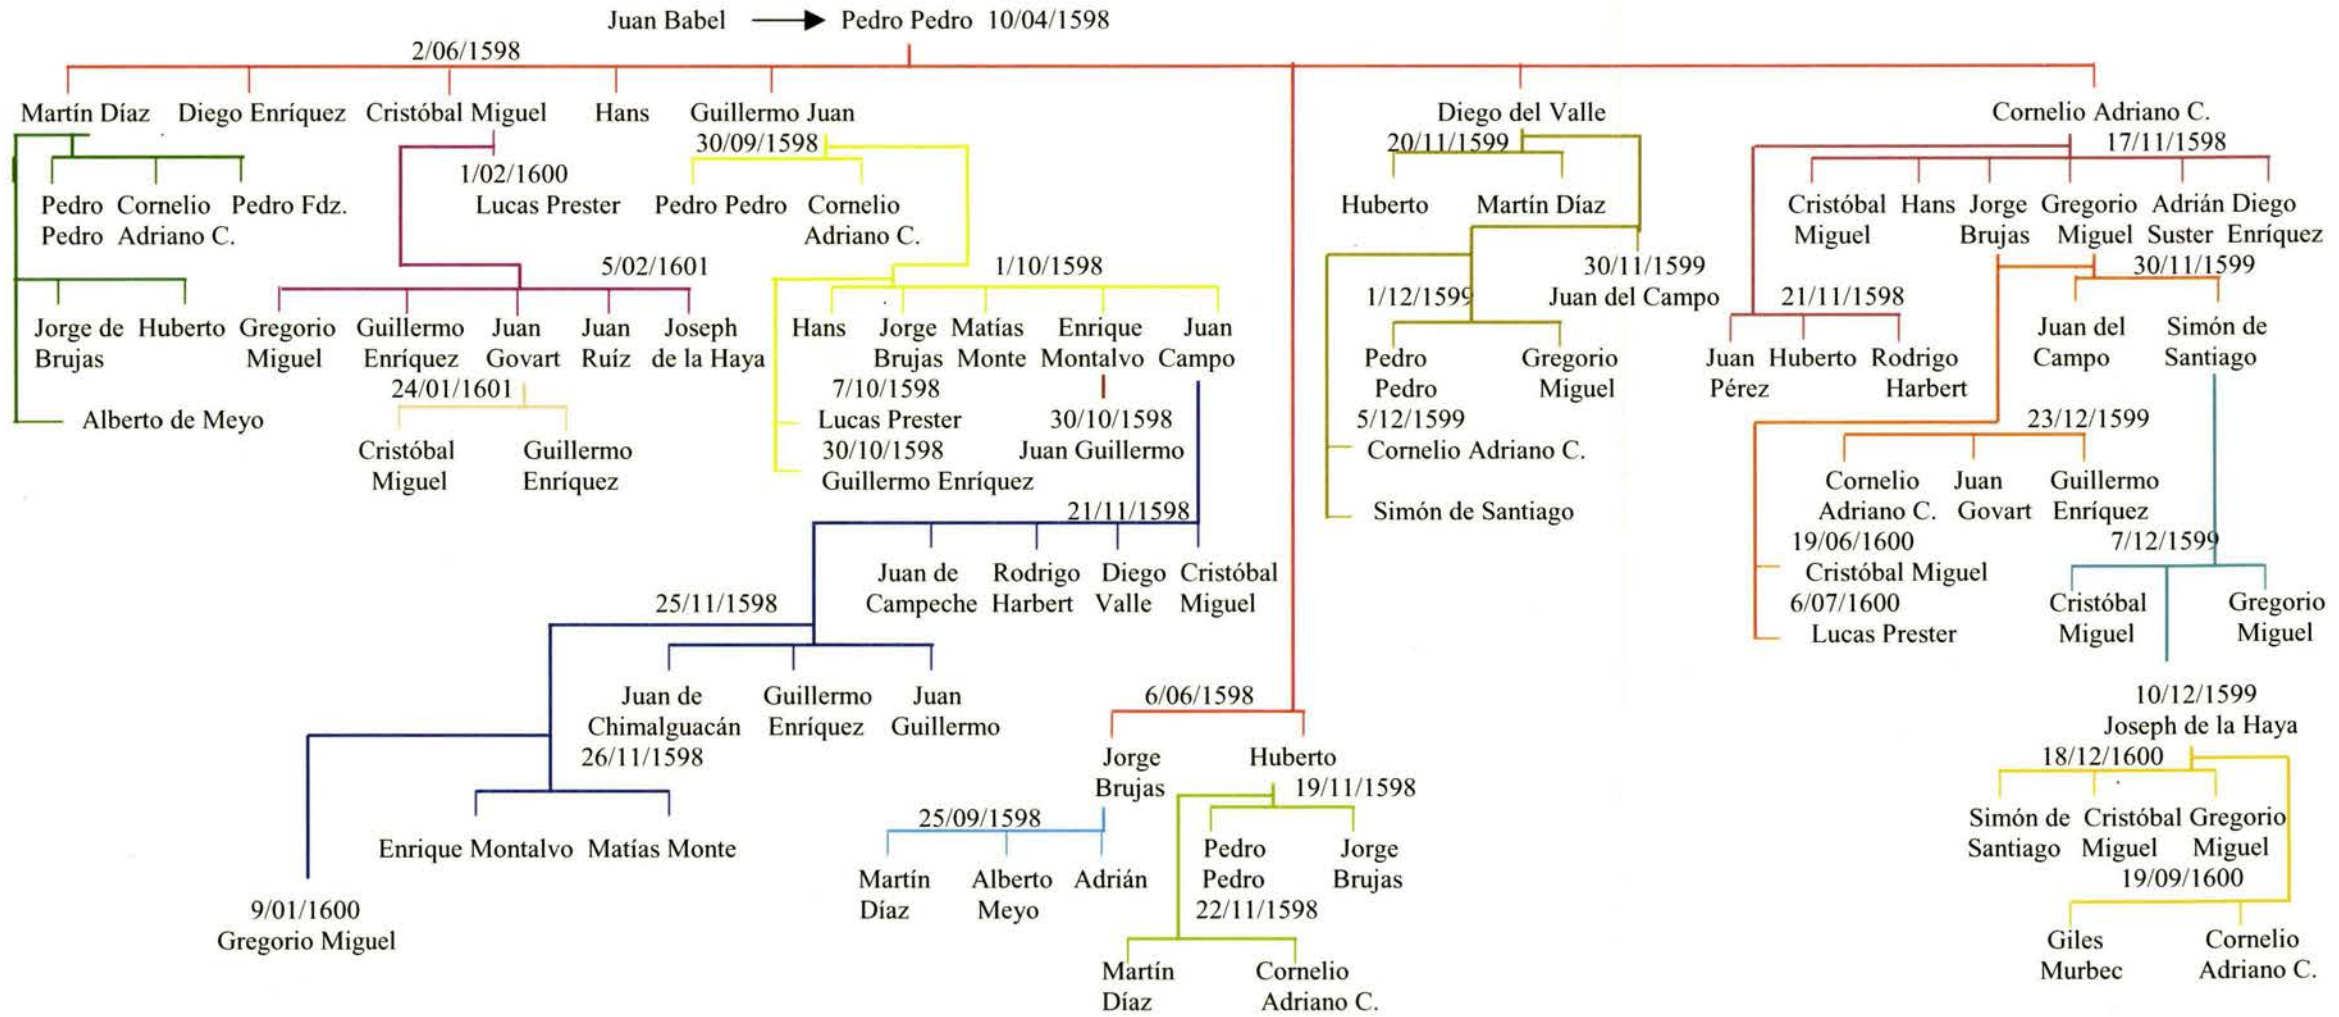 Juan Babel Pedro Pedro 10/04/1598
2/06/1598
Martín Díaz Diego Enríquez Cristóbal Miguel Hans Guillermo Juan Diego del Valle Cornelio Adriano C.
30/09/1598 20/11/1599 17/11/1598
1/02/1600
Pedro Cornelio Pedro Fdz. Lucas Prester Pedro Pedro Cornelio Huberto Martín Díaz Cristóbal Hans Jorge Gregorio Adrián Diego
Pedro Adriano C. Adriano C. Miguel Brujas Miguel Suster Enríquez
5/02/1601 1/10/1598 30/11/1599 30/11/1599
1/12/1599 Juan del Campo 21/11/1598
Jorge de Huberto Gregorio Guillermo Juan Juan Joseph Hans Jorge Matías Enrique Juan Juan del Simón de
Brujas Miguel Enríquez Govart Ruíz de la Haya Brujas Monte Montalvo Campo Pedro Gregorio Juan Huberto Rodrigo Campo Santiago
24/01/1601 7/10/1598 Pedro Miguel Pérez Harbert
Alberto de Meyo Lucas Prester 30/10/1598 5/12/1599 23/12/1599
Cristóbal Guillermo 30/10/1598 Juan Guillermo Cornelio Adriano C.
Miguel Enríquez Guillermo Enríquez Cornelio Juan Guillermo
21/11/1598 Simón de Santiago Adriano C. Govart Enríquez
19/06/1600 7/12/1599
Juan de Rodrigo Diego Cristóbal Cristóbal Miguel
25/11/1598 Campeche Harbert Valle Miguel 6/07/1600 Cristóbal Gregorio
Lucas Prester Miguel Miguel
Juan de Guillermo Juan 6/06/1598 10/12/1599
Chimalguacán Enríquez Guillermo Joseph de la Haya
26/11/1598 Jorge Huberto 18/12/1600
Brujas 19/11/1598
25/09/1598 Simón de Cristóbal Gregorio
Enrique Montalvo Matías Monte Pedro Jorge Santiago Miguel Miguel
Martín Alberto Adrián Pedro Brujas 19/09/1600
9/01/1600 Díaz Meyo 22/11/1598
Gregorio Miguel Giles Cornelio
Martín Cornelio Murbec Adriano C.
Díaz Adriano C.